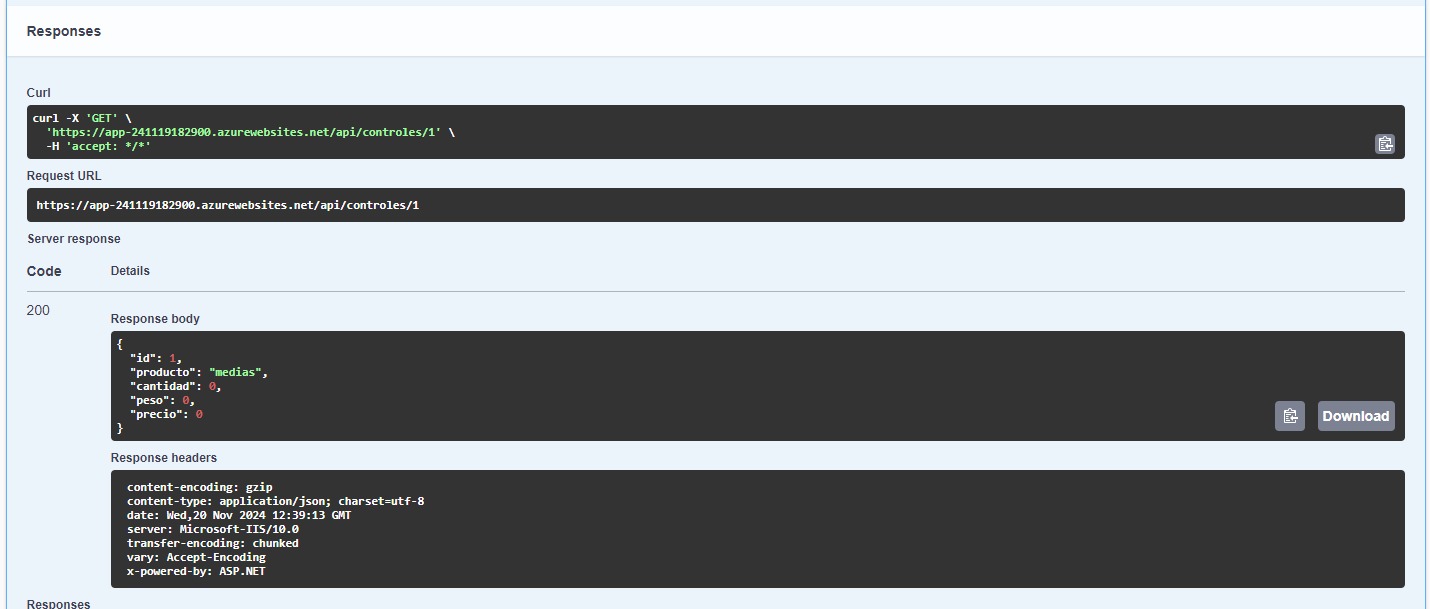 Responses
Curl
curl -X 'GET' \
  'https://app-241119182900.azurewebsites.net/api/controles/1' \
  -H 'accept: */*'
Request URL
https://app-241119182900.azurewebsites.net/api/controles/1
Server response
Code Details
200
Response body
{
  "id": 1,
  "producto": "medias",
  "cantidad": 0,
  "peso": 0,
  "precio": 0
}
Download
Response headers
content-encoding: gzip
content-type: application/json; charset=utf-8
date: Wed,20 Nov 2024 12:39:13 GMT
server: Microsoft-IIS/10.0
transfer-encoding: chunked
vary: Accept-Encoding
x-powered-by: ASP.NET
Responses